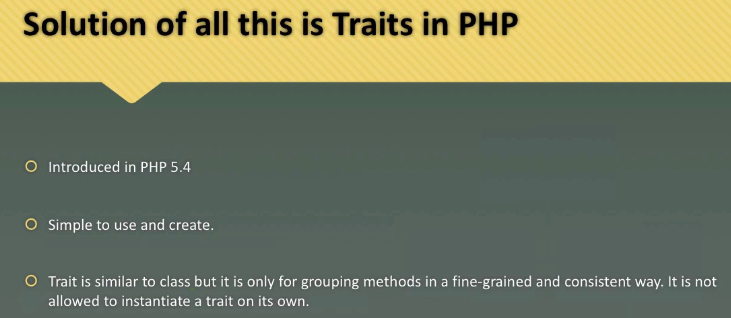 Solution of all this is Traits in PHP
Introduced in PHP 5.4
Simple to use and create.
Trait is similar to class but it is only for grouping methods in a fine-grained and consistent way. It is not
allowed to instantiate a trait on its own.